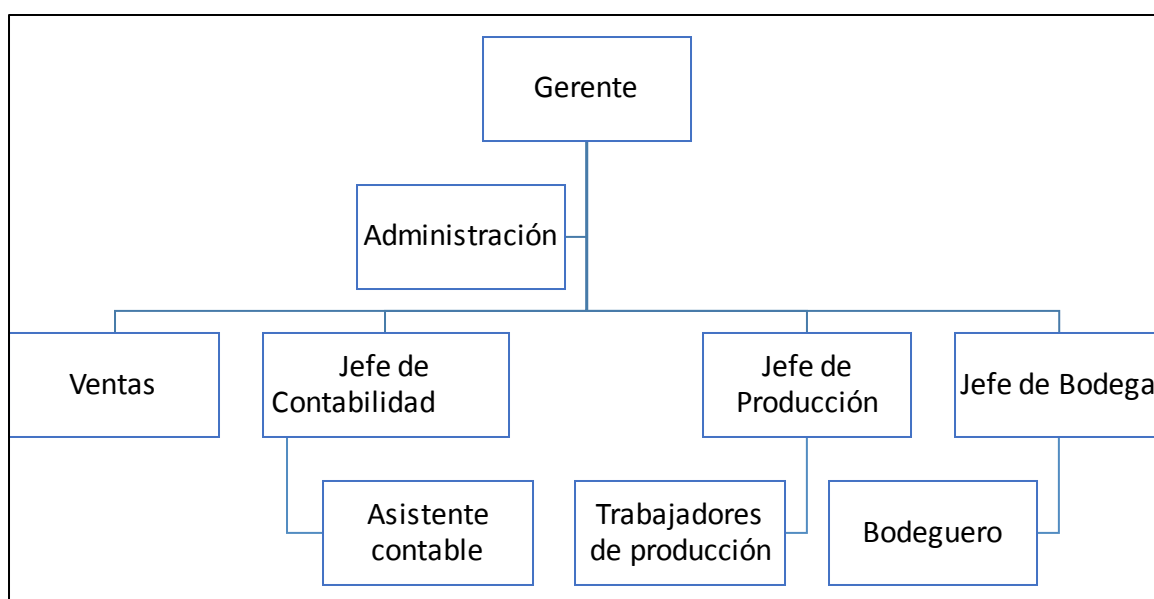 Gerente
Administración
Ventas
Jefe de
Contabilidad
Jefe de
Producción
Jefe de Bodega
Asistente
contable
Trabajadores
de producción
Bodeguero